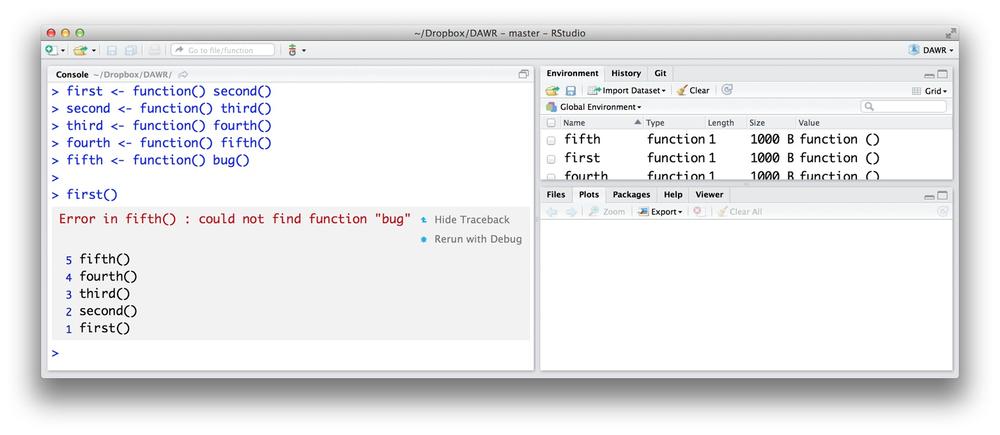 ~/Dropbox/DAWR – master – RStudio
Go to file/function
DAWR
Console ~/Dropbox/DAWR/
> first <- function() second()
> second <- function() third()
> third <- function() fourth()
> fourth <- function() fifth()
> fifth <- function() bug()
>
> first()
Error in fifth() : could not find function "bug"
Hide Traceback
Rerun with Debug
5 fifth()
4 fourth()
3 third()
2 second()
1 first()
>
Environment History Git
Import Dataset Clear Grid
Global Environment
Name Type Length Size Value
fifth function 1 1000 B function ()
first function 1 1000 B function ()
fourth function 1 1000 B function ()
Files Plots Packages Help Viewer
Zoom Export Clear All